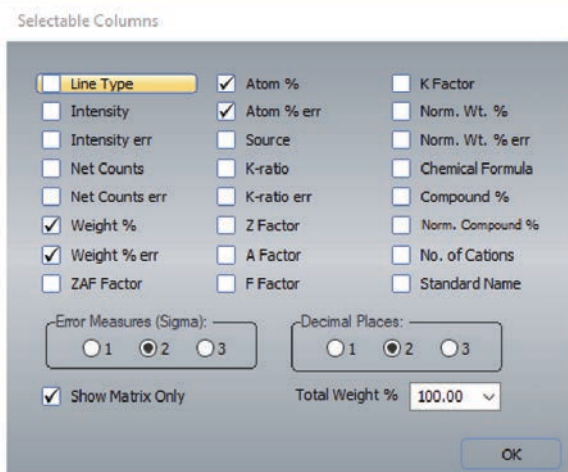 Selectable Columns
Line Type
Atom %
K Factor
Intensity
Atom % err
Norm. Wt. %
Intensity err
Source
Norm. Wt. % err
Net Counts
K-ratio
Chemical Formula
Net Counts err
K-ratio err
Compound %
Weight %
Z Factor
Norm. Compound %
Weight % err
A Factor
No. of Cations
ZAF Factor
F Factor
Standard Name
Error Measures (Sigma):
1 2 3
Decimal Places:
1 2 3
Show Matrix Only
Total Weight % 100.00
OK